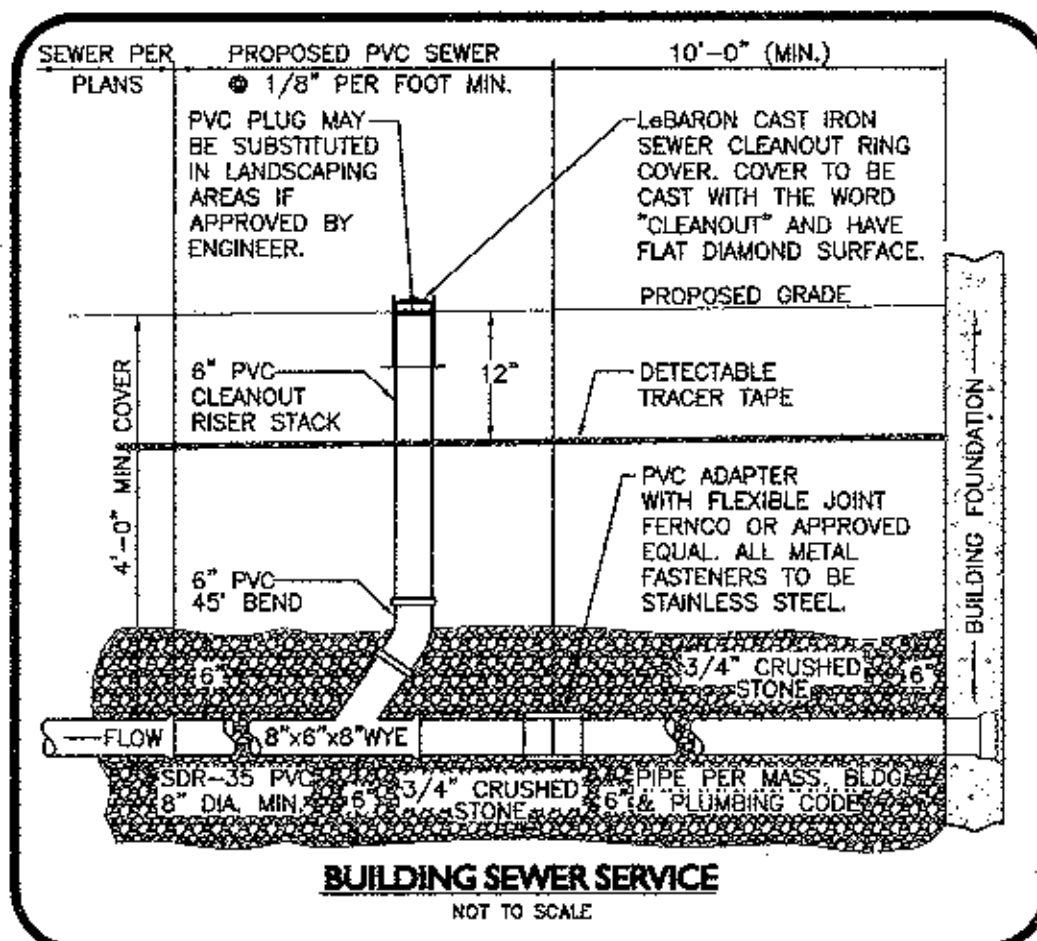 SEWER PER
PLANS
PROPOSED PVC SEWER
@ 1/8" PER FOOT MIN.
10'-0" (MIN.)
PVC PLUG MAY
BE SUBSTITUTED
IN LANDSCAPING
AREAS IF
APPROVED BY
ENGINEER.
LeBARON CAST IRON
SEWER CLEANOUT RING
COVER. COVER TO BE
CAST WITH THE WORD
"CLEANOUT" AND HAVE
FLAT DIAMOND SURFACE.
PROPOSED GRADE
4'-0" MIN. COVER
6" PVC
CLEANOUT
RISER STACK
12"
DETECTABLE
TRACER TAPE
PVC ADAPTER
WITH FLEXIBLE JOINT
FERNCO OR APPROVED
EQUAL. ALL METAL
FASTENERS TO BE
STAINLESS STEEL.
BUILDING FOUNDATION
6" PVC
45' BEND
6"
3/4" CRUSHED
STONE
6"
FLOW
8"x6"x8"WYE
SDR-35 PVC
8" DIA. MIN.
6"
3/4" CRUSHED
STONE
6"
PIPE PER MASS. BLDG
& PLUMBING CODE
BUILDING SEWER SERVICE
NOT TO SCALE